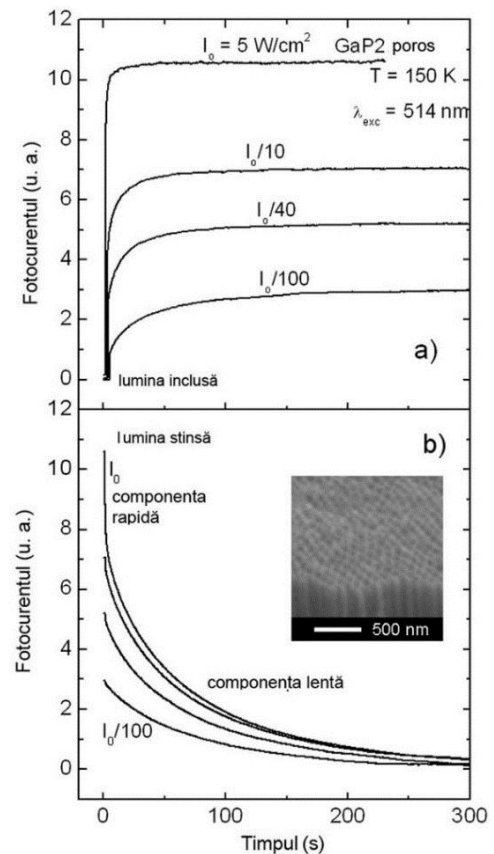 12
10
8
6
4
2
0
Fotocurentul (u. a.)
I₀ = 5 W/cm²
GaP2 poros
T = 150 K
λₑₓ꜀ = 514 nm
I₀/10
I₀/40
I₀/100
a)
lumina inclusă
12
10
8
6
4
2
0
Fotocurentul (u. a.)
lumina stinsă
b)
I₀
componenta
rapidă
500 nm
componența lentă
I₀/100
0
100
200
300
Timpul (s)